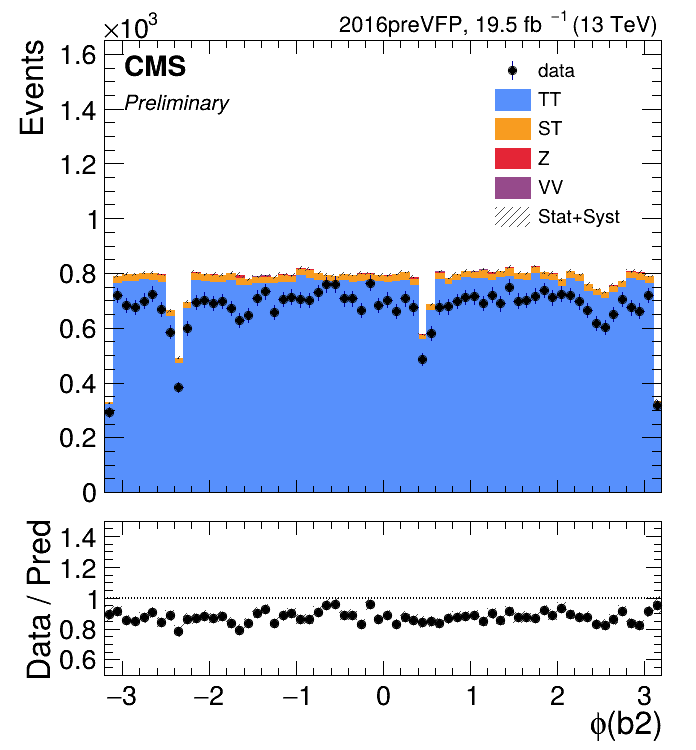 ×10³
2016preVFP, 19.5 fb ⁻¹ (13 TeV)
Events
CMS
Preliminary
data
TT
ST
Z
VV
Stat+Syst
1.6
1.4
1.2
1
0.8
0.6
0.4
0.2
0
Data / Pred
1.4
1.2
1
0.8
0.6
−3 −2 −1 0 1 2 3
ϕ(b2)